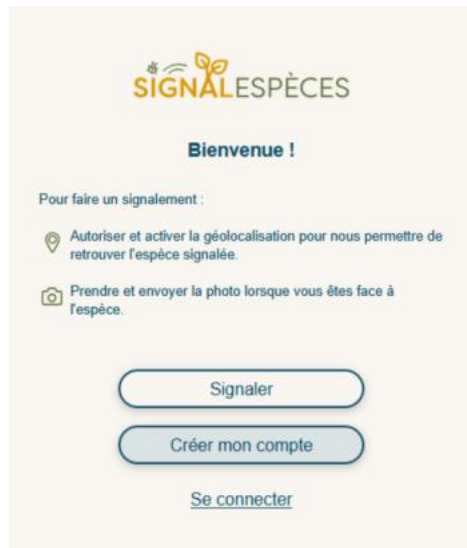 SIGNALESPÈCES
Bienvenue !
Pour faire un signalement :
Autoriser et activer la géolocalisation pour nous permettre de
retrouver l'espèce signalée.
Prendre et envoyer la photo lorsque vous êtes face à
l'espèce.
Signaler
Créer mon compte
Se connecter